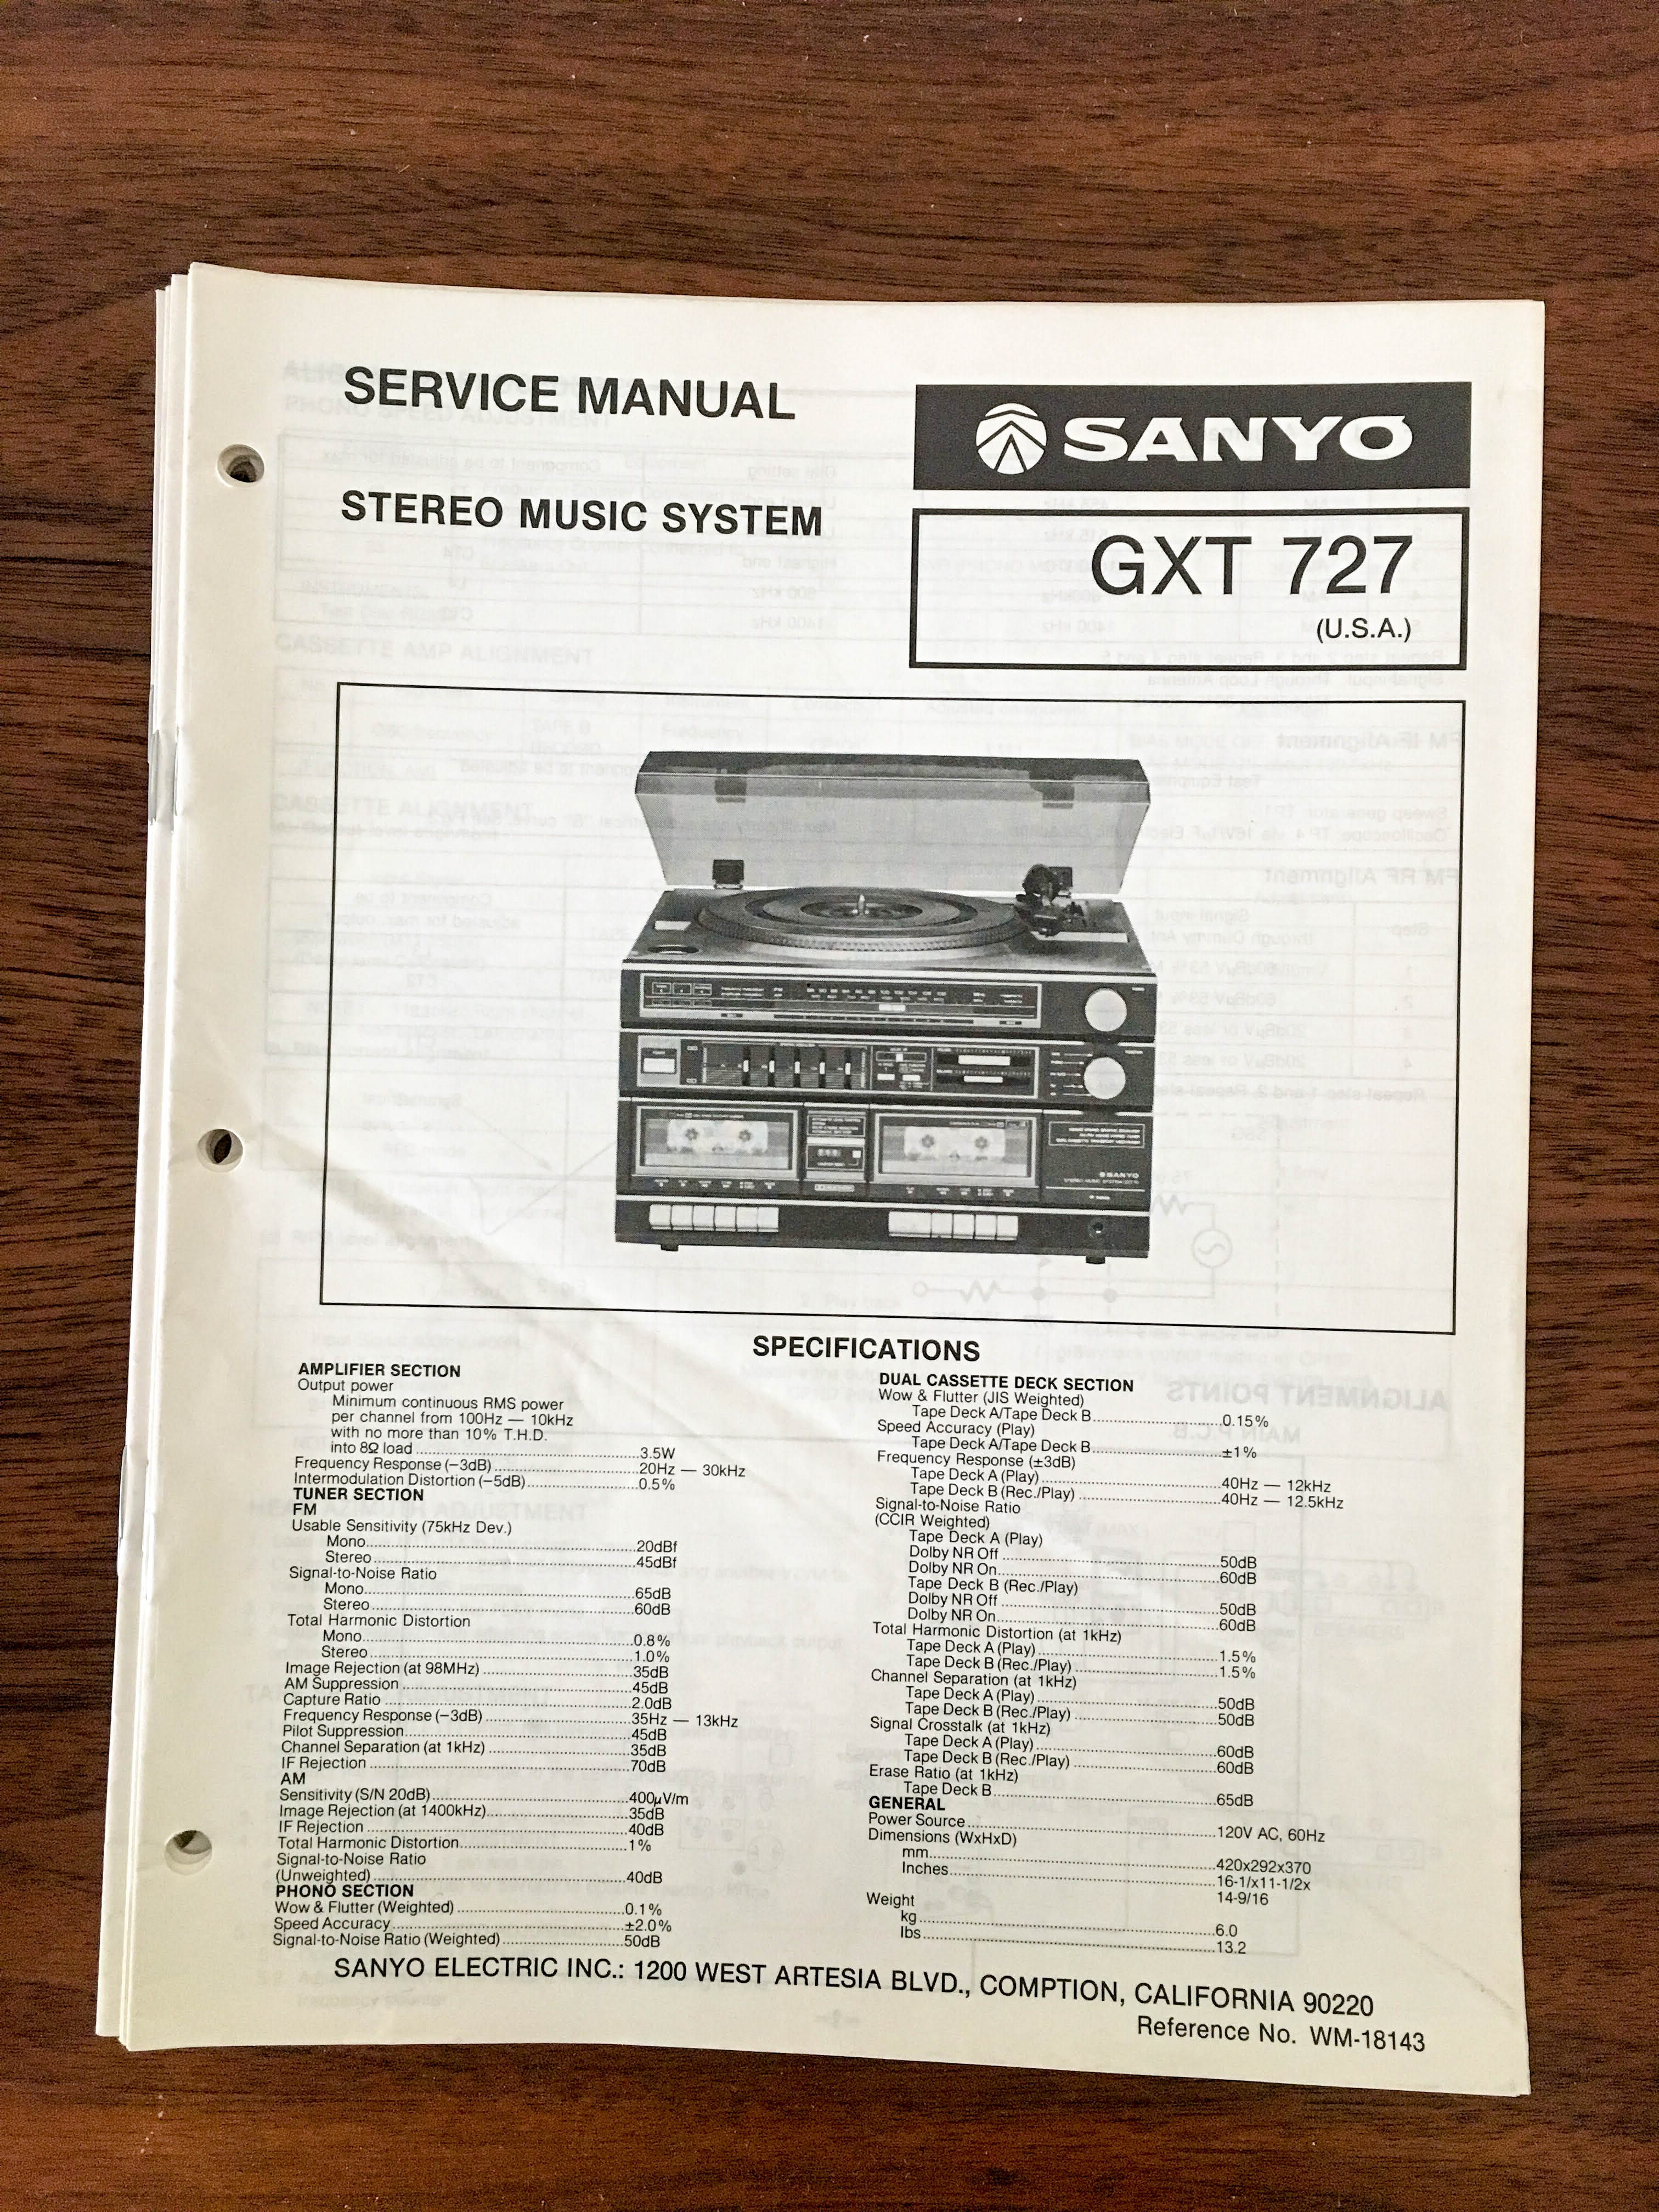 SERVICE MANUAL
SANYO
STEREO MUSIC SYSTEM
GXT 727
(U.S.A.)
SANYO
SPECIFICATIONS
AMPLIFIER SECTION
Output power
Minimum continuous RMS power
per channel from 100Hz — 10kHz
with no more than 10% T.H.D.
into 8Ω load ........ 3.5W
Frequency Response (−3dB) ........ 20Hz — 30kHz
Intermodulation Distortion (−5dB) ........ 0.5%
TUNER SECTION
FM
Usable Sensitivity (75kHz Dev.)
Mono ........ 20dBf
Stereo ........ 45dBf
Signal-to-Noise Ratio
Mono ........ 65dB
Stereo ........ 60dB
Total Harmonic Distortion
Mono ........ 0.8%
Stereo ........ 1.0%
Image Rejection (at 98MHz) ........ 35dB
AM Suppression ........ 45dB
Capture Ratio ........ 2.0dB
Frequency Response (−3dB) ........ 35Hz — 13kHz
Pilot Suppression ........ 45dB
Channel Separation (at 1kHz) ........ 35dB
IF Rejection ........ 70dB
AM
Sensitivity (S/N 20dB) ........ 400μV/m
Image Rejection (at 1400kHz) ........ 35dB
IF Rejection ........ 40dB
Total Harmonic Distortion ........ 1%
Signal-to-Noise Ratio
(Unweighted) ........ 40dB
PHONO SECTION
Wow & Flutter (Weighted) ........ 0.1%
Speed Accuracy ........ ±2.0%
Signal-to-Noise Ratio (Weighted) ........ 50dB
DUAL CASSETTE DECK SECTION
Wow & Flutter (JIS Weighted)
Tape Deck A/Tape Deck B ........ 0.15%
Speed Accuracy (Play)
Tape Deck A/Tape Deck B ........ ±1%
Frequency Response (±3dB)
Tape Deck A (Play) ........ 40Hz — 12kHz
Tape Deck B (Rec./Play) ........ 40Hz — 12.5kHz
Signal-to-Noise Ratio
(CCIR Weighted)
Tape Deck A (Play)
Dolby NR Off ........ 50dB
Dolby NR On ........ 60dB
Tape Deck B (Rec./Play)
Dolby NR Off ........ 50dB
Dolby NR On ........ 60dB
Total Harmonic Distortion (at 1kHz)
Tape Deck A (Play) ........ 1.5%
Tape Deck B (Rec./Play) ........ 1.5%
Channel Separation (at 1kHz)
Tape Deck A (Play) ........ 50dB
Tape Deck B (Rec./Play) ........ 50dB
Signal Crosstalk (at 1kHz)
Tape Deck A (Play) ........ 60dB
Tape Deck B (Rec./Play) ........ 60dB
Erase Ratio (at 1kHz)
Tape Deck B ........ 65dB
GENERAL
Power Source ........ 120V AC, 60Hz
Dimensions (WxHxD)
mm ........ 420x292x370
Inches ........ 16-1/x11-1/2x
14-9/16
Weight
kg ........ 6.0
lbs ........ 13.2
SANYO ELECTRIC INC.: 1200 WEST ARTESIA BLVD., COMPTION, CALIFORNIA 90220
Reference No. WM-18143